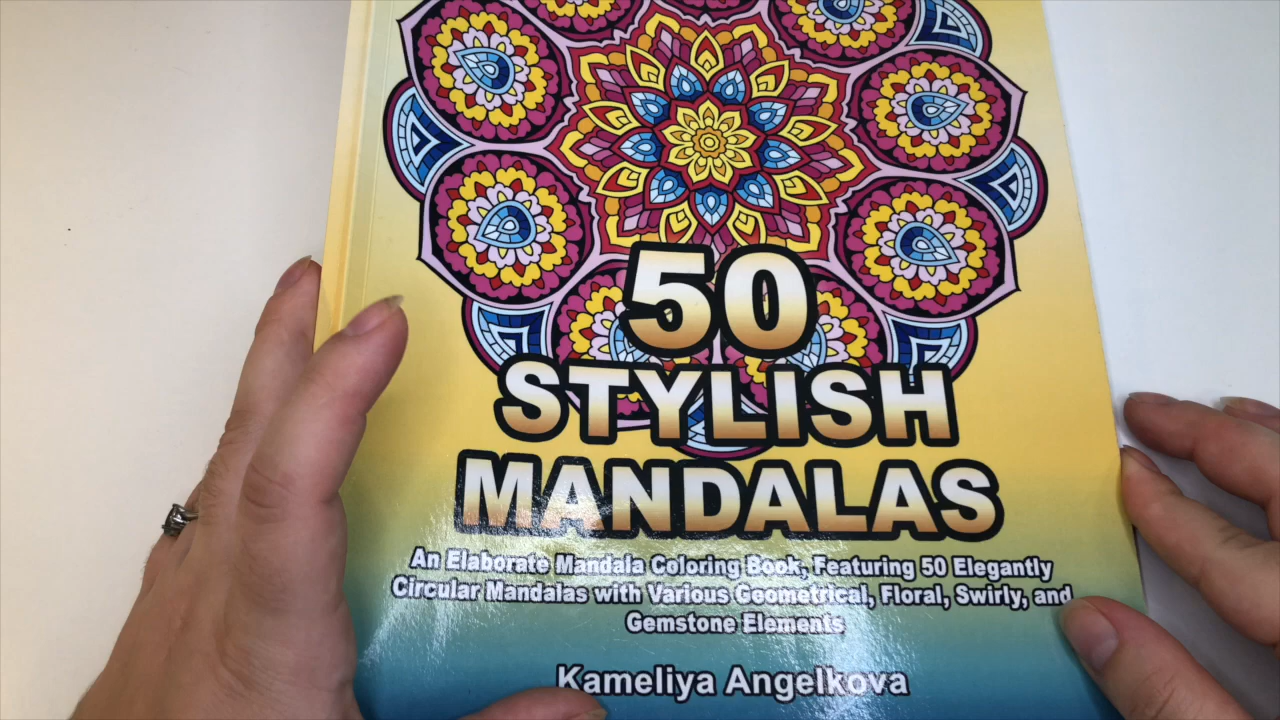 50
STYLISH
MANDALAS
An Elaborate Mandala Coloring Book, Featuring 50 Elegantly
Circular Mandalas with Various Geometrical, Floral, Swirly, and
Gemstone Elements
Kameliya Angelkova